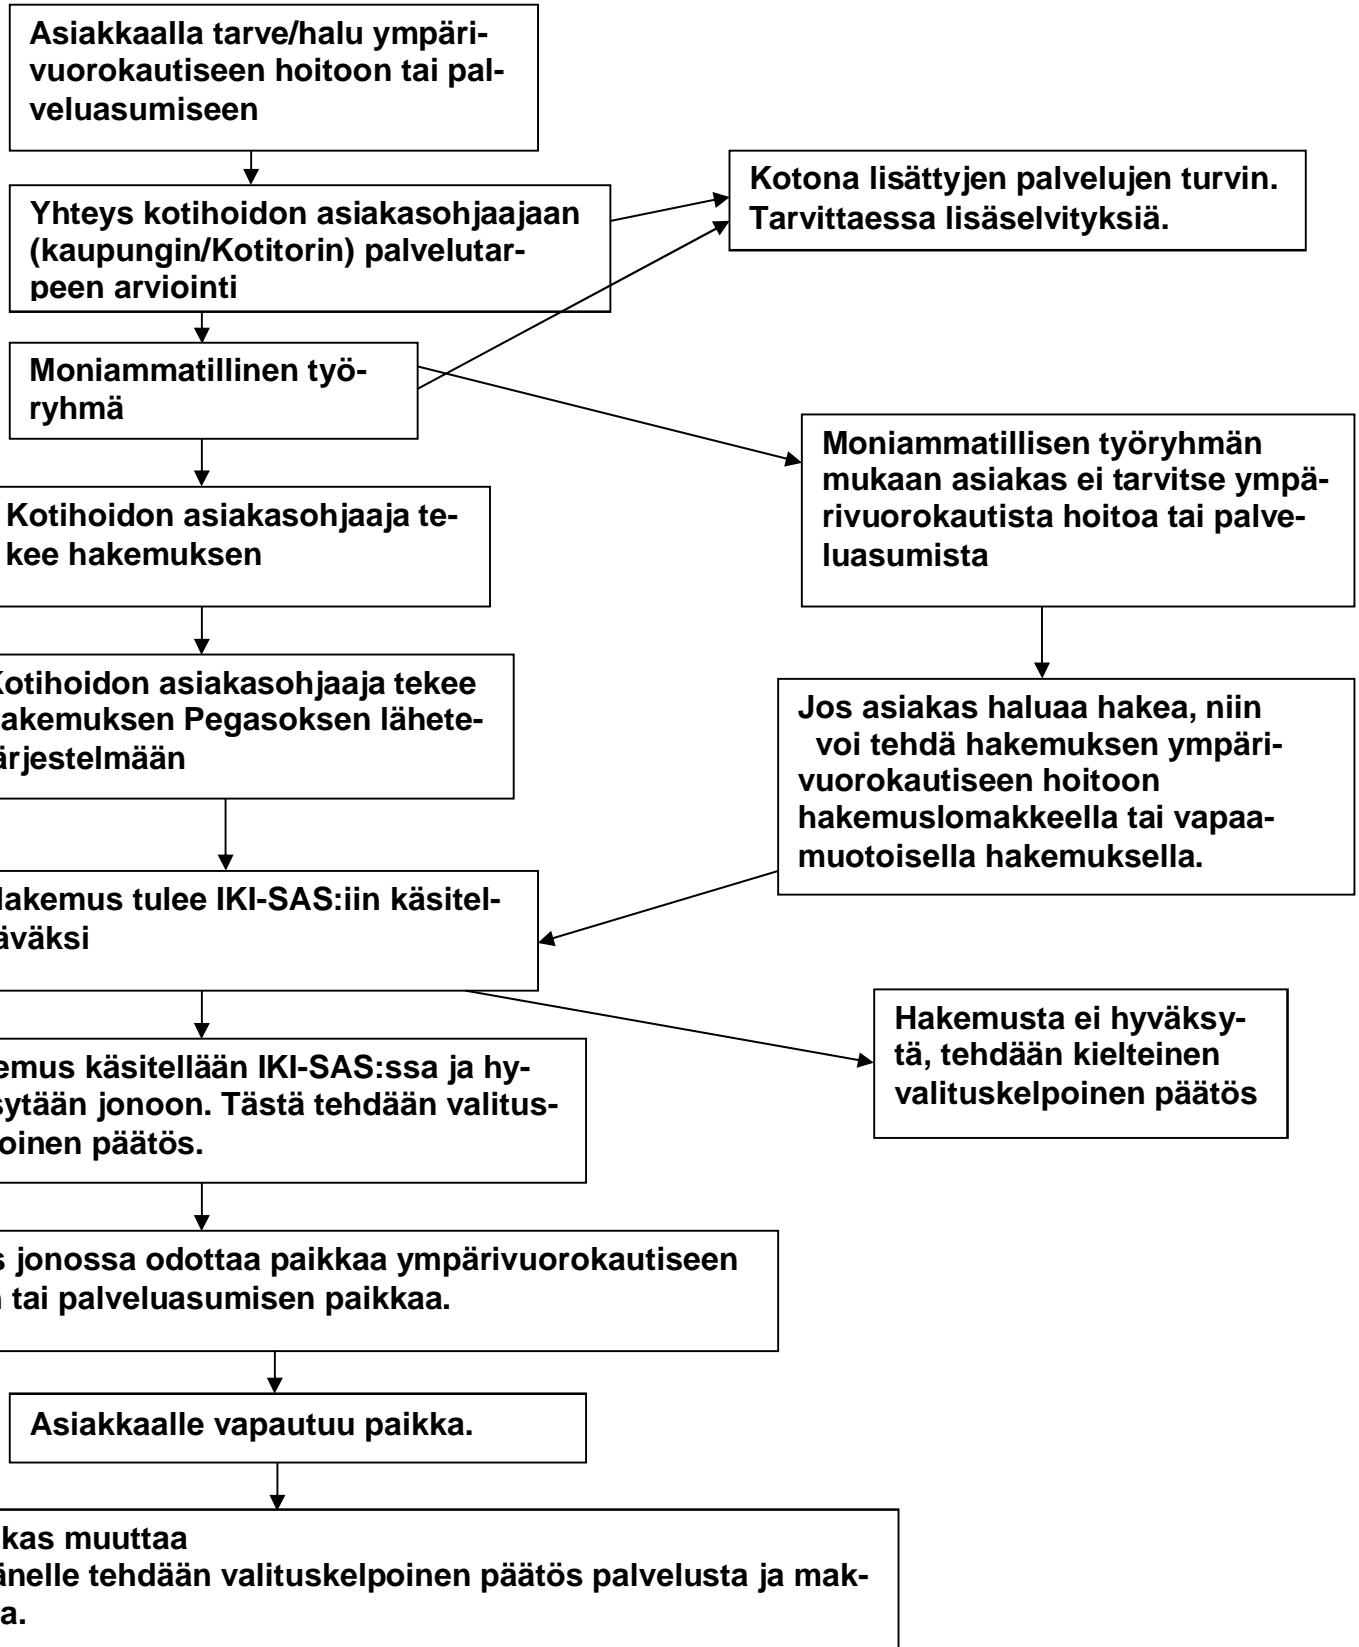 Asiakkaalla tarve/halu ympäri-
vuorokautiseen hoitoon tai pal-
veluasumiseen
Yhteys kotihoidon asiakasohjaajaan
(kaupungin/Kotitorin) palvelutar-
peen arviointi
Kotona lisättyjen palvelujen turvin.
Tarvittaessa lisäselvityksiä.
Moniammatillinen työ-
ryhmä
Moniammatillisen työryhmän
mukaan asiakas ei tarvitse ympä-
rivuorokautista hoitoa tai palve-
luasumista
Kotihoidon asiakasohjaaja te-
kee hakemuksen
Kotihoidon asiakasohjaaja tekee
akemuksen Pegasoksen lähete-
ärjestelmään
Jos asiakas haluaa hakea, niin
voi tehdä hakemuksen ympäri-
vuorokautiseen hoitoon
hakemuslomakkeella tai vapaa-
muotoisella hakemuksella.
Hakemus tulee IKI-SAS:iin käsitel-
äväksi
Hakemusta ei hyväksy-
tä, tehdään kielteinen
valituskelpoinen päätös
emus käsitellään IKI-SAS:ssa ja hy-
sytään jonoon. Tästä tehdään valitus-
oinen päätös.
s jonossa odottaa paikkaa ympärivuorokautiseen
n tai palveluasumisen paikkaa.
Asiakkaalle vapautuu paikka.
kas muuttaa
änelle tehdään valituskelpoinen päätös palvelusta ja mak-
a.